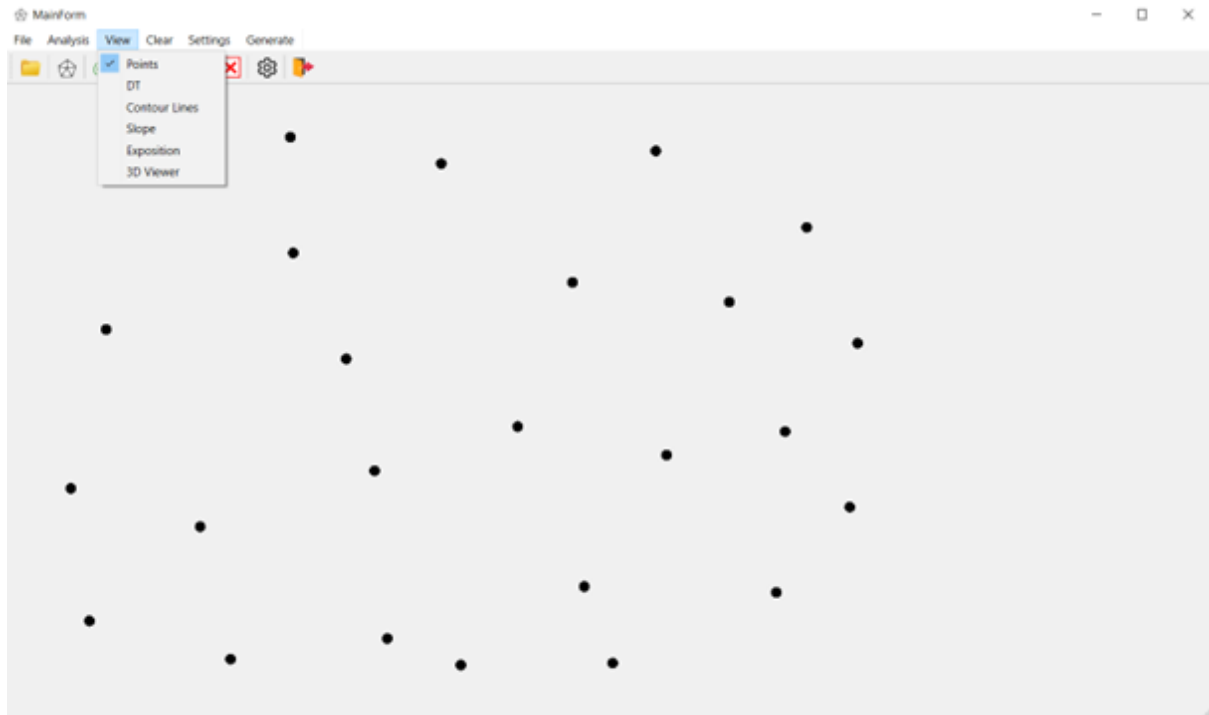 MainForm
File Analysis View Clear Settings Generate
Points
DT
Contour Lines
Slope
Exposition
3D Viewer